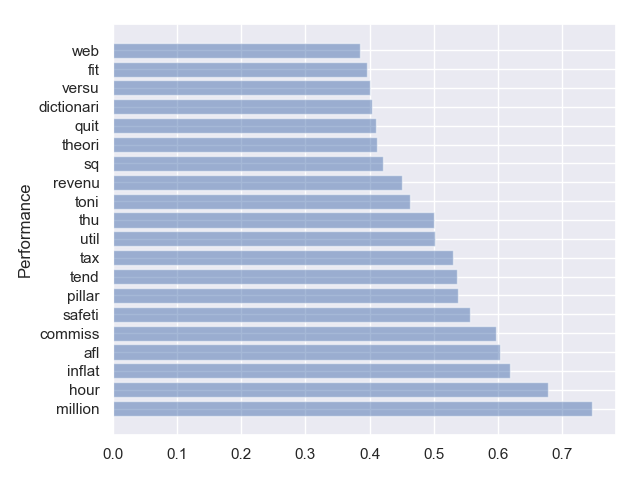 web
fit
versu
dictionari
quit
theori
sq
revenu
toni
thu
util
tax
tend
pillar
safeti
commiss
afl
inflat
hour
million
Performance
0.0 0.1 0.2 0.3 0.4 0.5 0.6 0.7